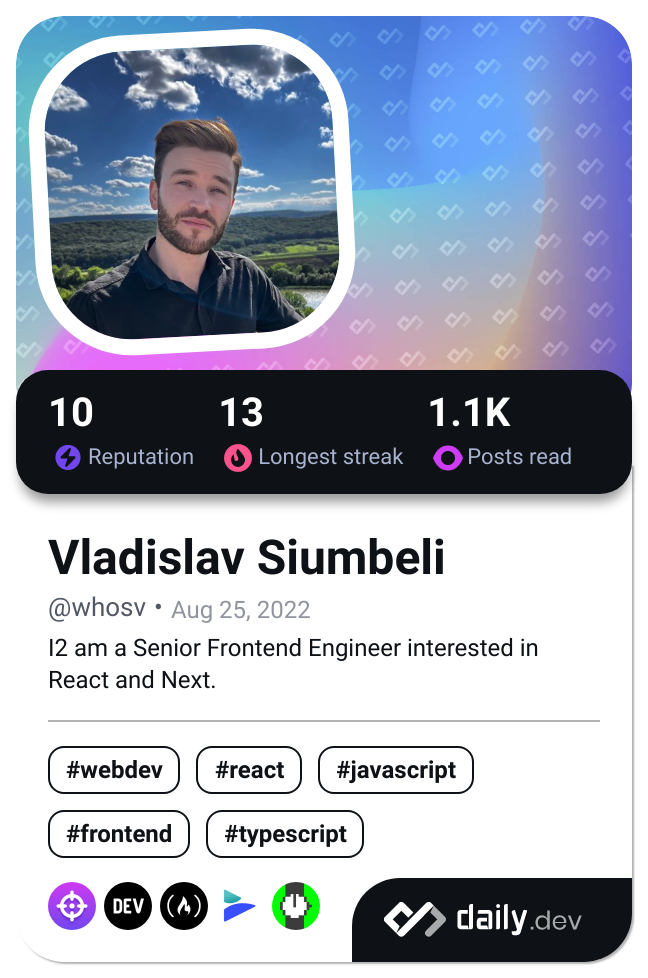 10 13 1.1K
Reputation Longest streak Posts read
Vladislav Siumbeli
@whosv • Aug 25, 2022
I2 am a Senior Frontend Engineer interested in
React and Next.
#webdev #react #javascript
#frontend #typescript
DEV
daily.dev